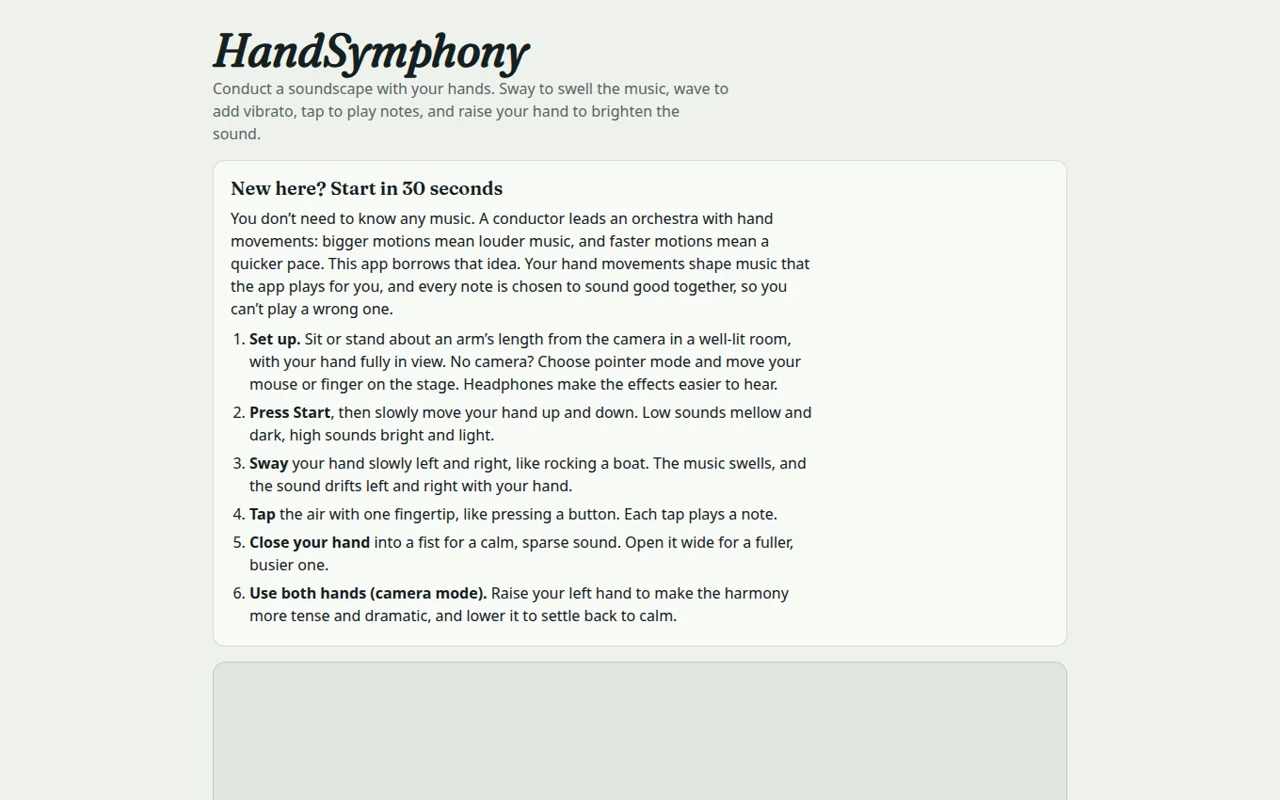 HandSymphony
Conduct a soundscape with your hands. Sway to swell the music, wave to
add vibrato, tap to play notes, and raise your hand to brighten the
sound.
New here? Start in 30 seconds
You don’t need to know any music. A conductor leads an orchestra with hand
movements: bigger motions mean louder music, and faster motions mean a
quicker pace. This app borrows that idea. Your hand movements shape music that
the app plays for you, and every note is chosen to sound good together, so you
can’t play a wrong one.
1. Set up. Sit or stand about an arm’s length from the camera in a well-lit room,
with your hand fully in view. No camera? Choose pointer mode and move your
mouse or finger on the stage. Headphones make the effects easier to hear.
2. Press Start, then slowly move your hand up and down. Low sounds mellow and
dark, high sounds bright and light.
3. Sway your hand slowly left and right, like rocking a boat. The music swells, and
the sound drifts left and right with your hand.
4. Tap the air with one fingertip, like pressing a button. Each tap plays a note.
5. Close your hand into a fist for a calm, sparse sound. Open it wide for a fuller,
busier one.
6. Use both hands (camera mode). Raise your left hand to make the harmony
more tense and dramatic, and lower it to settle back to calm.